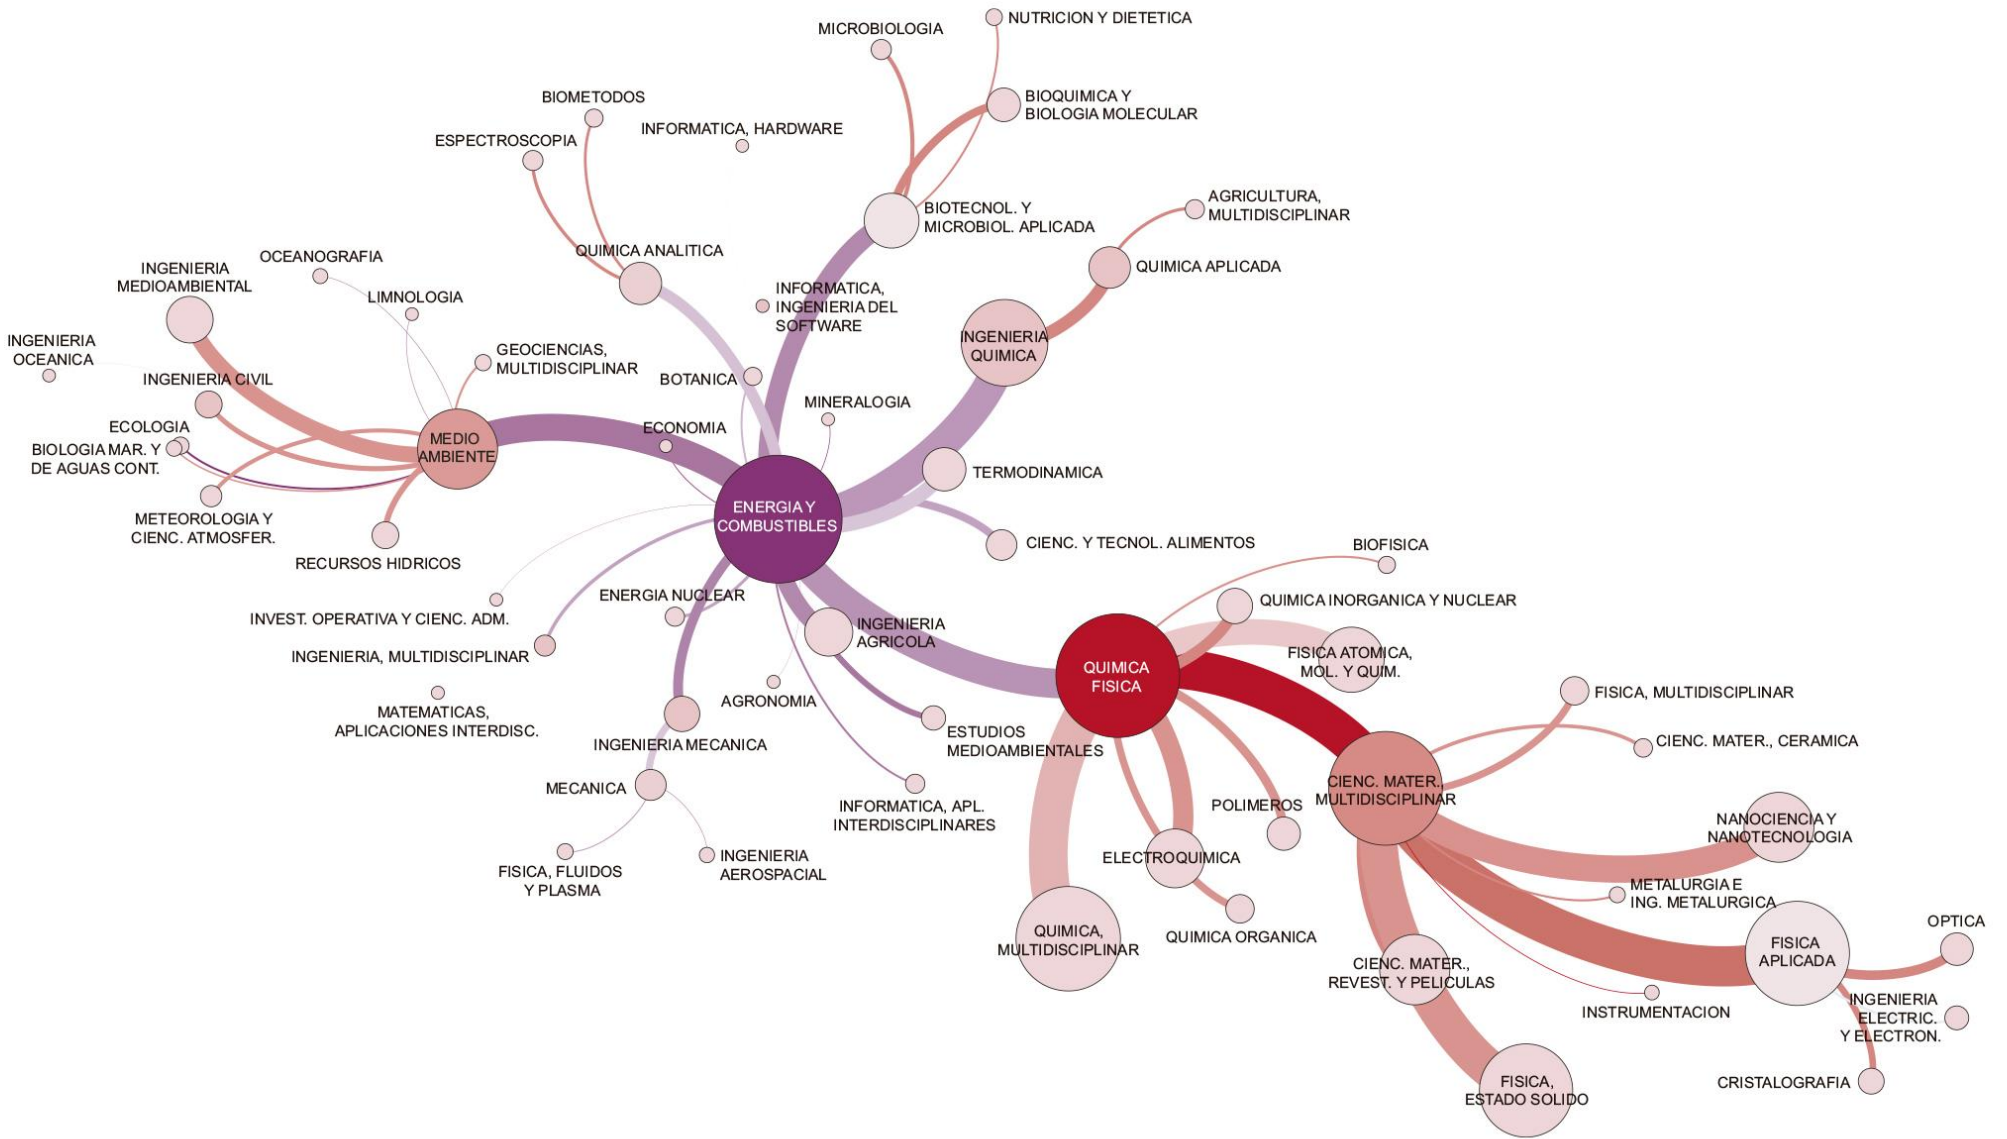 NUTRICION Y DIETETICA
MICROBIOLOGIA
BIOQUIMICA Y
BIOLOGIA MOLECULAR
BIOMETODOS
INFORMATICA, HARDWARE
ESPECTROSCOPIA
AGRICULTURA,
MULTIDISCIPLINAR
BIOTECNOL. Y
MICROBIOL. APLICADA
QUIMICA ANALITICA
OCEANOGRAFIA
INGENIERIA
MEDIOAMBIENTAL
QUIMICA APLICADA
LIMNOLOGIA
INFORMATICA,
INGENIERIA DEL
SOFTWARE
INGENIERIA
QUIMICA
INGENIERIA
OCEANICA
GEOCIENCIAS,
MULTIDISCIPLINAR
INGENIERIA CIVIL
BOTANICA
MINERALOGIA
ECOLOGIA
BIOLOGIA MAR. Y
DE AGUAS CONT.
ECONOMIA
MEDIO
AMBIENTE
TERMODINAMICA
ENERGIA Y
COMBUSTIBLES
METEOROLOGIA Y
CIENC. ATMOSFER.
RECURSOS HIDRICOS
CIENC. Y TECNOL. ALIMENTOS
BIOFISICA
ENERGIA NUCLEAR
QUIMICA INORGANICA Y NUCLEAR
INVEST. OPERATIVA Y CIENC. ADM.
INGENIERIA
AGRICOLA
INGENIERIA, MULTIDISCIPLINAR
FISICA ATOMICA,
MOL. Y QUIM.
QUIMICA
FISICA
AGRONOMIA
FISICA, MULTIDISCIPLINAR
MATEMATICAS,
APLICACIONES INTERDISC.
ESTUDIOS
MEDIOAMBIENTALES
INGENIERIA MECANICA
CIENC. MATER., CERAMICA
MECANICA
CIENC. MATER.,
MULTIDISCIPLINAR
INFORMATICA, APL.
INTERDISCIPLINARES
POLIMEROS
NANOCIENCIA Y
NANOTECNOLOGIA
ELECTROQUIMICA
INGENIERIA
AEROSPACIAL
FISICA, FLUIDOS
Y PLASMA
METALURGIA E
ING. METALURGICA
QUIMICA,
MULTIDISCIPLINAR
QUIMICA ORGANICA
OPTICA
FISICA
APLICADA
CIENC. MATER.,
REVEST. Y PELICULAS
INSTRUMENTACION
INGENIERIA
ELECTRIC.
Y ELECTRON.
FISICA,
ESTADO SOLIDO
CRISTALOGRAFIA